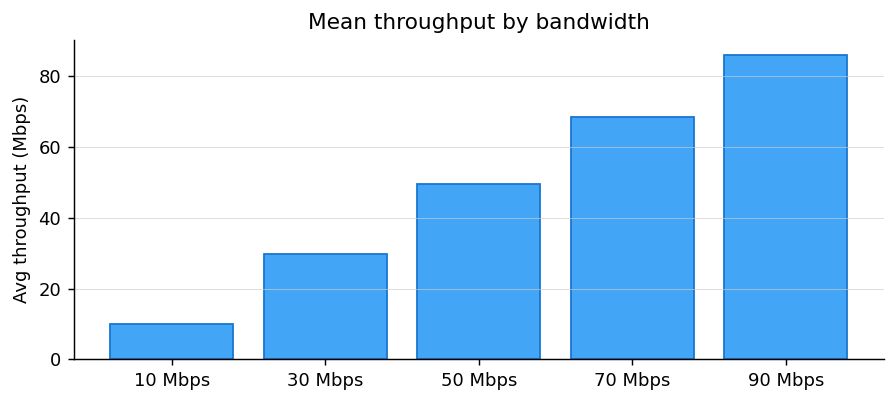 Mean throughput by bandwidth
Avg throughput (Mbps)
80
60
40
20
0
10 Mbps
30 Mbps
50 Mbps
70 Mbps
90 Mbps